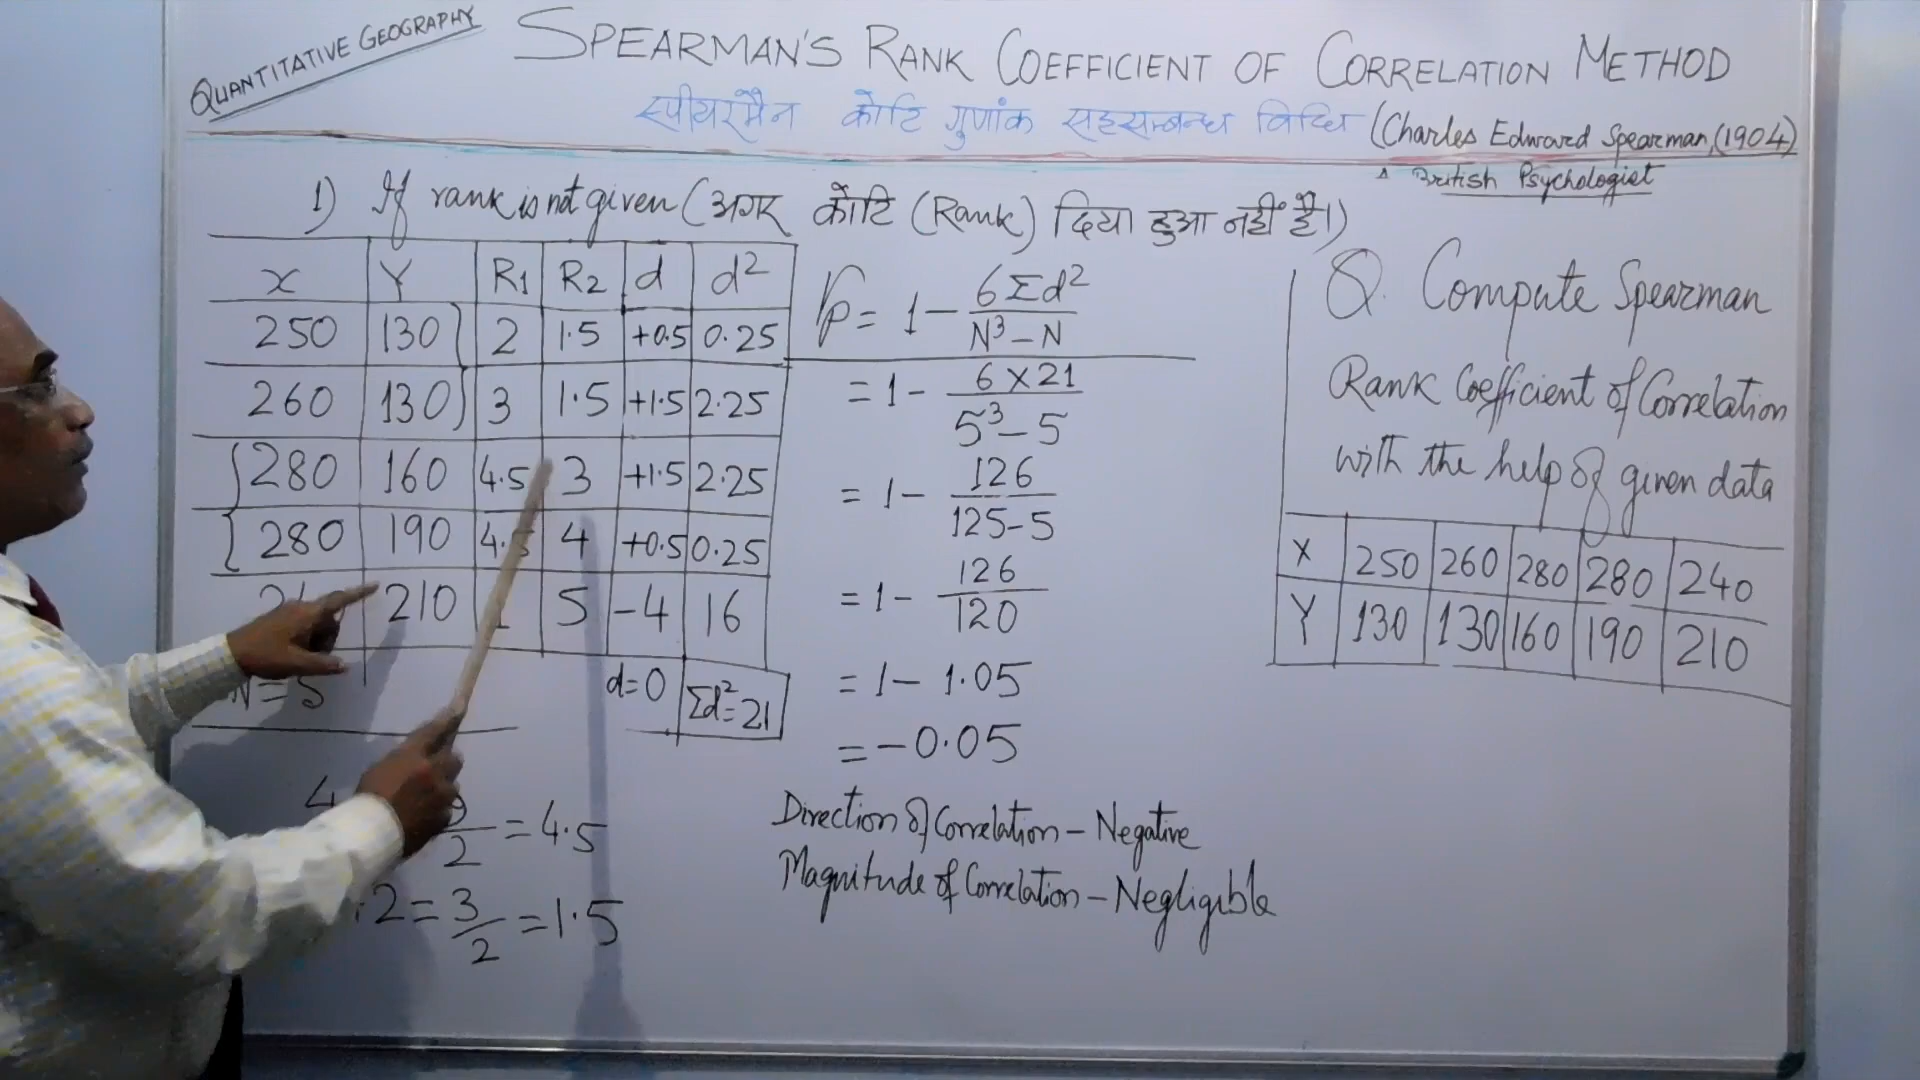 QUANTITATIVE GEOGRAPHY
SPEARMAN'S RANK COEFFICIENT OF CORRELATION METHOD
स्पीयरमैन कोटि गुणांक सहसम्बन्ध विधि (Charles Edward Spearman, (1904)
A British Psychologist
1) If rank is not given (अगर कोटि (Rank) दिया हुआ नहीं है।)
x Y R1 R2 d d²
250 130 2 1.5 +0.5 0.25
260 130 3 1.5 +1.5 2.25
280 160 4.5 3 +1.5 2.25
280 190 4.5 4 +0.5 0.25
210 5 -4 16
N=5 d=0 Σd²=21
4
2 = 4.5
2=3/2=1.5
= 1 - 6Σd²/N³-N
= 1 - 6×21/5³-5
= 1 - 126/125-5
= 1 - 126/120
= 1 - 1.05
= -0.05
Direction of Correlation - Negative
Magnitude of Correlation - Negligible
Q. Compute Spearman
Rank Coefficient of Correlation
with the help of given data
X 250 260 280 280 240
Y 130 130 160 190 210